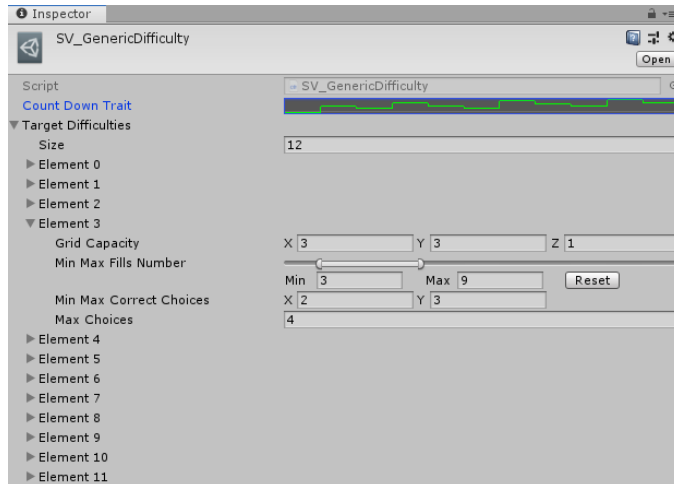 Inspector
SV_GenericDifficulty
Open
Script SV_GenericDifficulty
Count Down Trait
Target Difficulties
Size 12
Element 0
Element 1
Element 2
Element 3
Grid Capacity X 3 Y 3 Z 1
Min Max Fills Number
Min 3 Max 9 Reset
Min Max Correct Choices X 2 Y 3
Max Choices 4
Element 4
Element 5
Element 6
Element 7
Element 8
Element 9
Element 10
Element 11